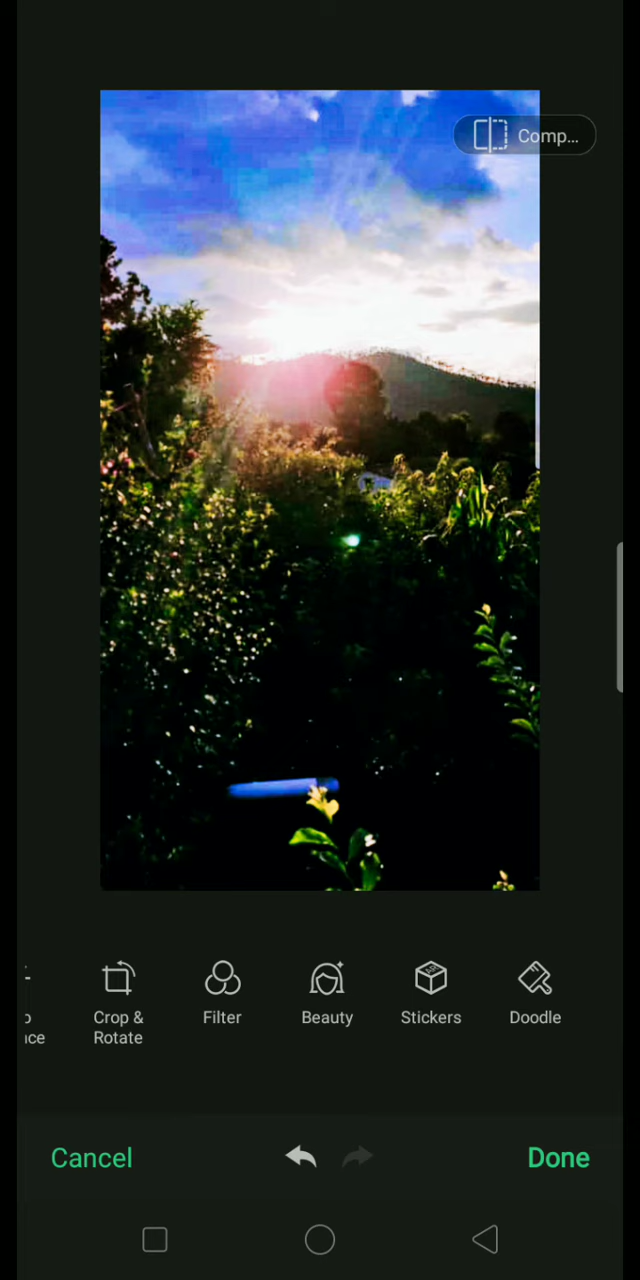 Comp...
Crop &
Rotate
Filter
Beauty
Stickers
Doodle
Cancel
Done